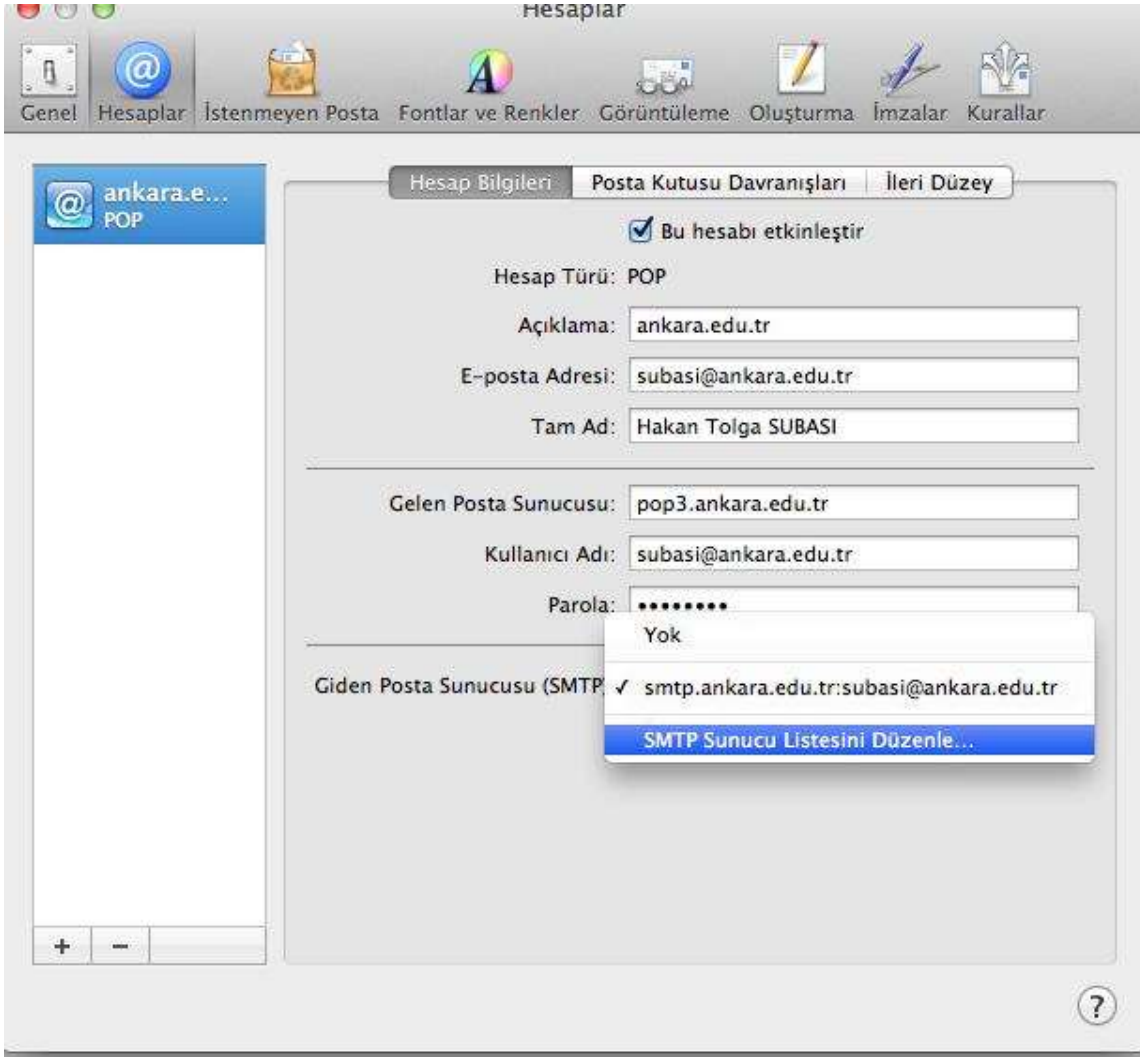 Hesaplar
Genel Hesaplar İstenmeyen Posta Fontlar ve Renkler Görüntüleme Oluşturma İmzalar Kurallar
ankara.e...
POP
Hesap Bilgileri Posta Kutusu Davranışları İleri Düzey
Bu hesabı etkinleştir
Hesap Türü: POP
Açıklama: ankara.edu.tr
E-posta Adresi: subasi@ankara.edu.tr
Tam Ad: Hakan Tolga SUBASI
Gelen Posta Sunucusu: pop3.ankara.edu.tr
Kullanıcı Adı: subasi@ankara.edu.tr
Parola: ••••••••
Yok
Giden Posta Sunucusu (SMTP) ✓ smtp.ankara.edu.tr:subasi@ankara.edu.tr
SMTP Sunucu Listesini Düzenle...
+ −
?